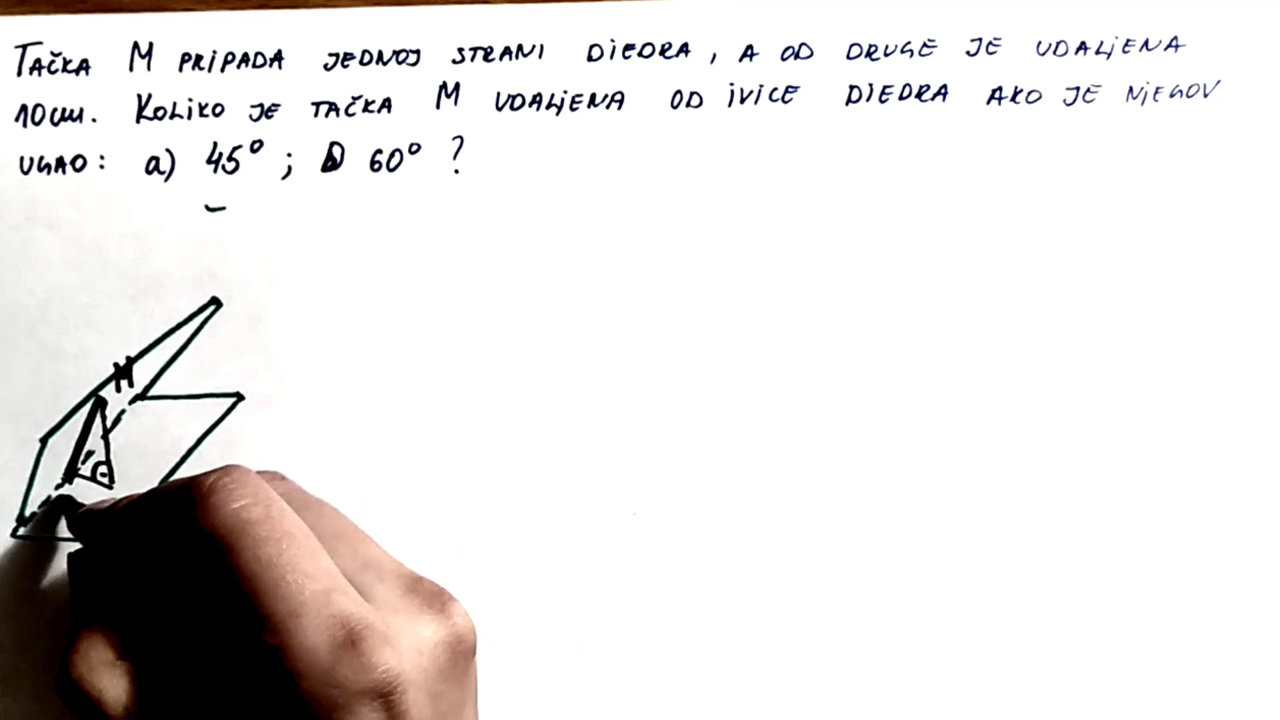 TAČKA M PRIPADA JEDNOJ STRANI DIEDRA, A OD DRUGE JE UDALJENA
10cm. KOLIKO JE TAČKA M UDALJENA OD IVICE DIEDRA AKO JE NJEGOV
UGAO: a) 45° ; b) 60° ?
M